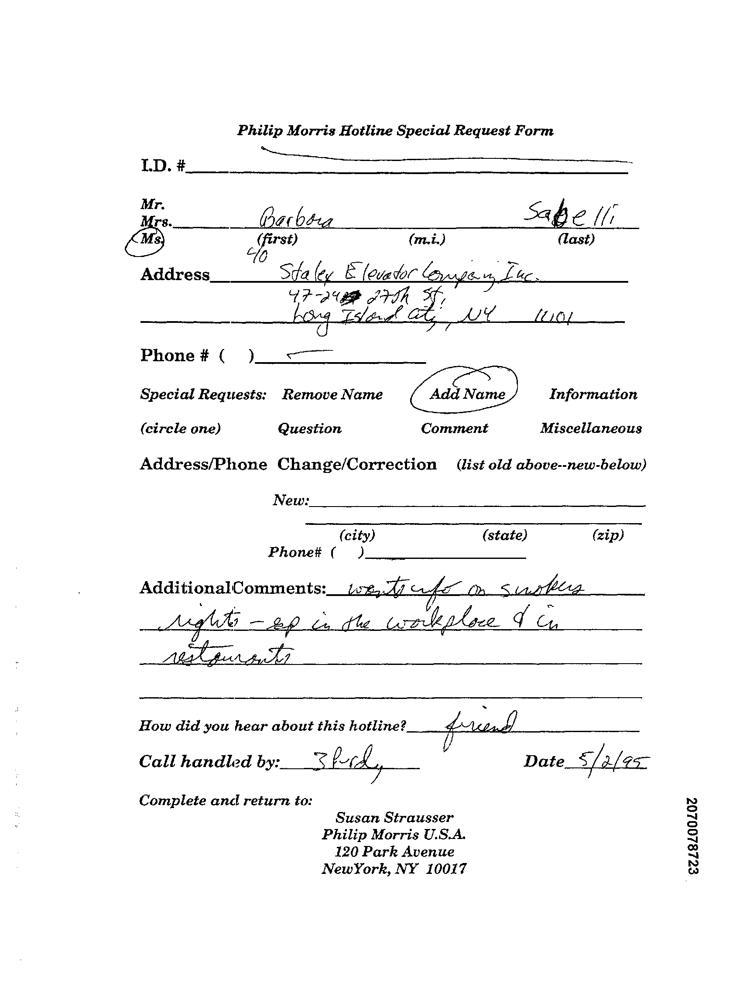 Philip Morris Hotline Special Request Form
I.D. #
Mr.
Mrs. Barbara Sabelli
Ms. (first) (m.i.) (last)
c/o
Address Staley Elevator Company Inc.
47-24 27th St,
Long Island City, NY 11101
Phone # ( )
Special Requests: Remove Name Add Name Information
(circle one) Question Comment Miscellaneous
Address/Phone Change/Correction (list old above--new-below)
New:
(city) (state) (zip)
Phone# ( )
AdditionalComments: wants info on smokers
rights - esp in the workplace & in
restaurants
How did you hear about this hotline? friend
Call handled by: Date 5/2/95
Complete and return to:
Susan Strausser
Philip Morris U.S.A.
120 Park Avenue
NewYork, NY 10017
2070078723